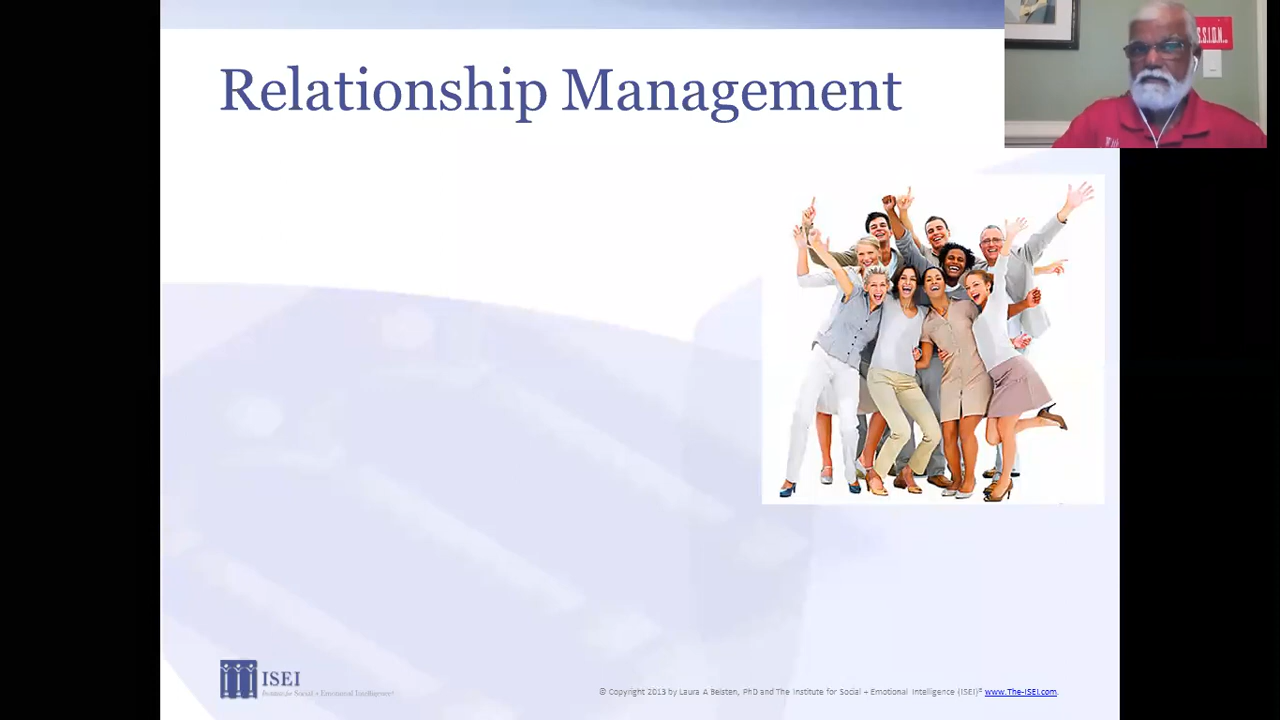 Relationship Management
S.S.I.O.N.
ISEI
Institute for Social + Emotional Intelligence®
© Copyright 2013 by Laura A Belsten, PhD and The Institute for Social + Emotional Intelligence (ISEI)® www.The-ISEI.com.